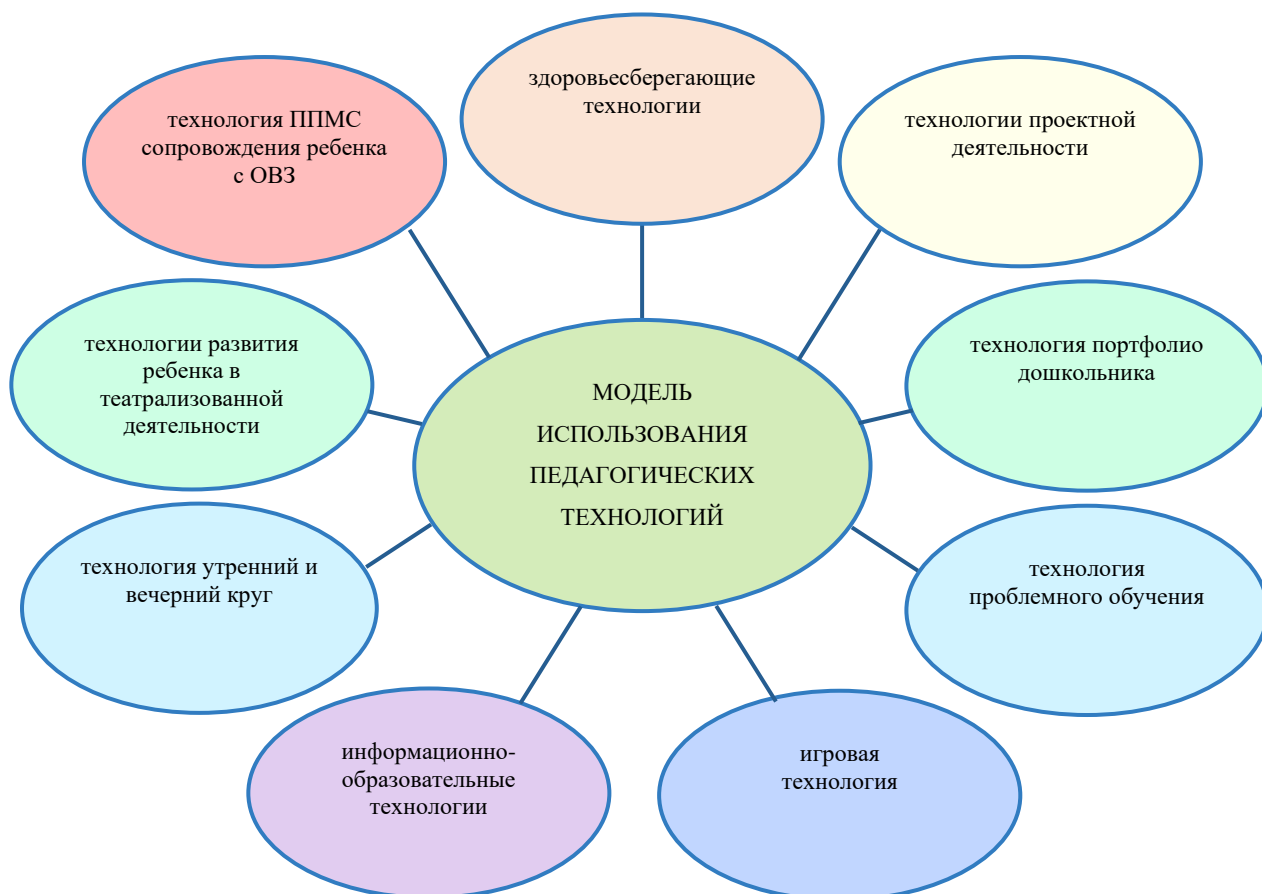 здоровьесберегающие
технологии
технология ППМС
сопровождения ребенка
с ОВЗ
технологии проектной
деятельности
технологии развития
ребенка в
театрализованной
деятельности
МОДЕЛЬ
ИСПОЛЬЗОВАНИЯ
ПЕДАГОГИЧЕСКИХ
ТЕХНОЛОГИЙ
технология портфолио
дошкольника
технология утренний и
вечерний круг
технология
проблемного обучения
информационно-
образовательные
технологии
игровая
технология